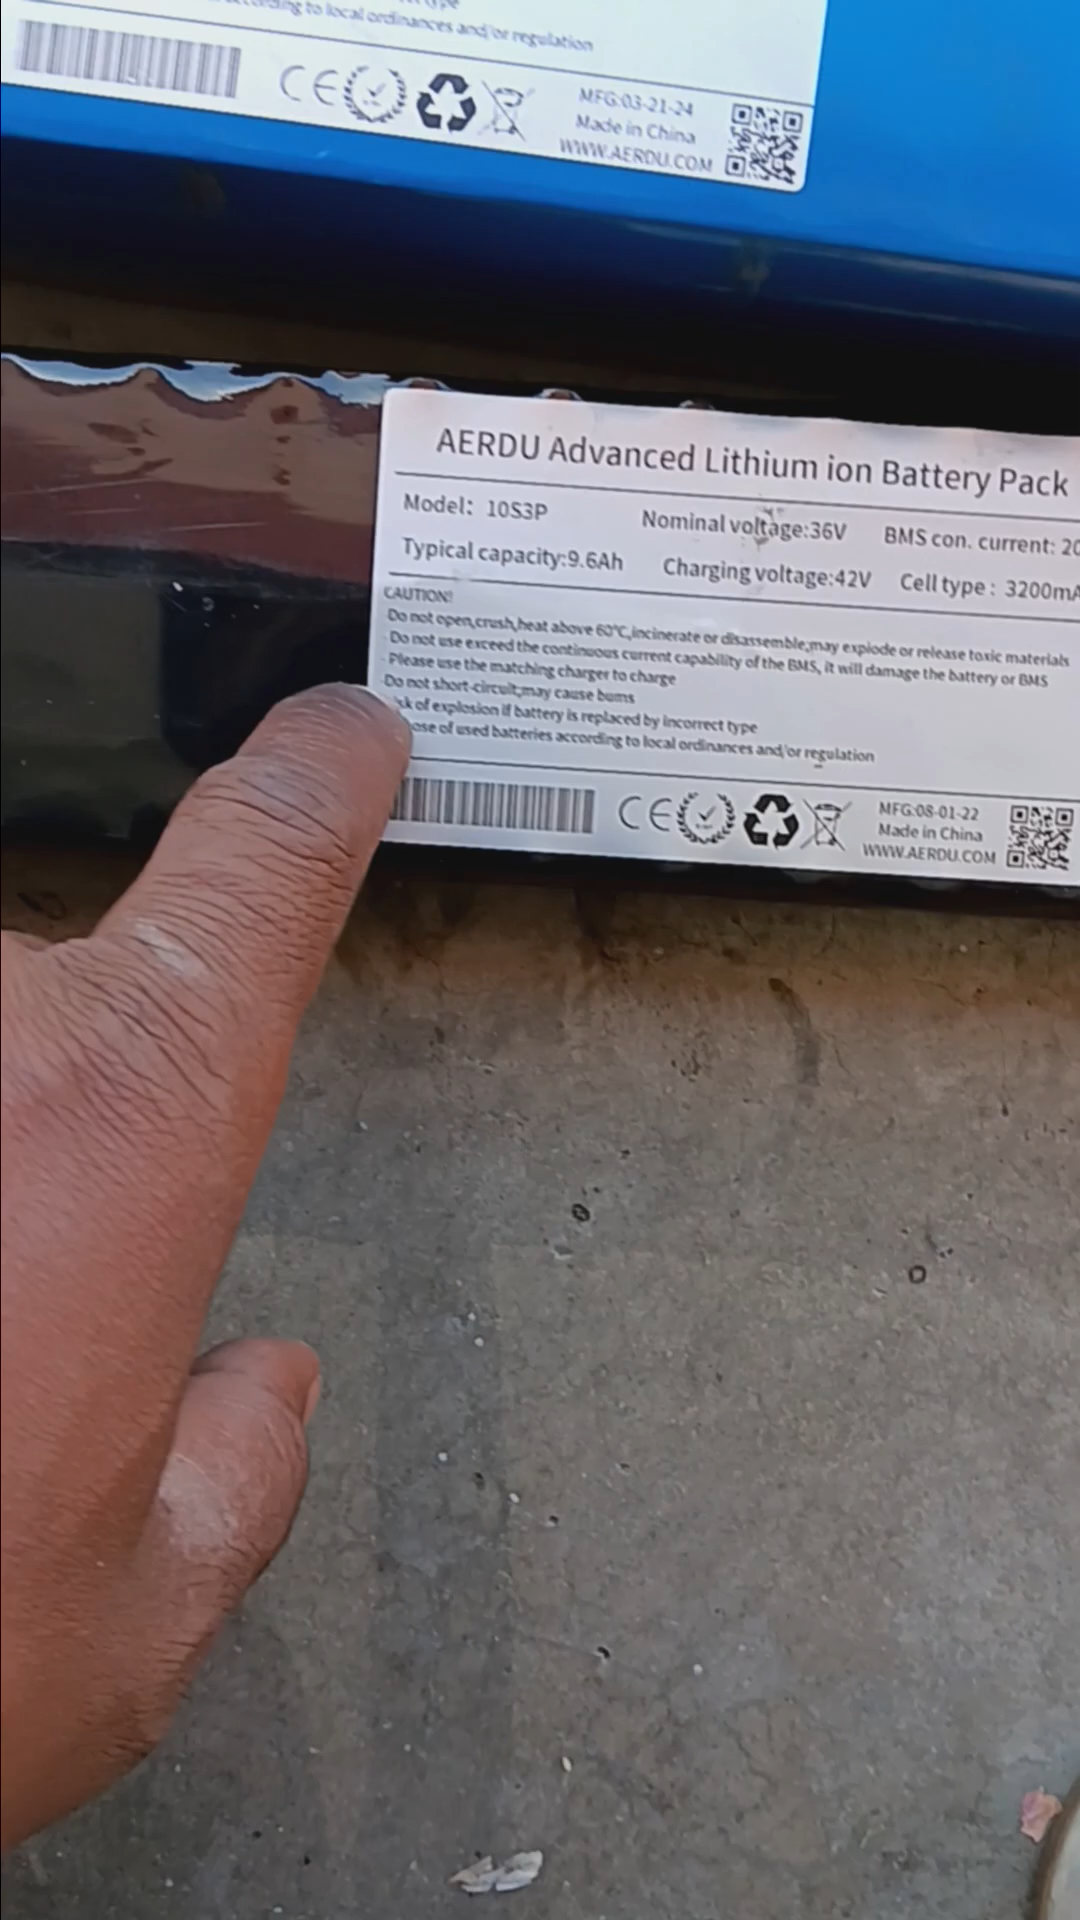 to local ordinances and/or regulation
CE
MFG:03-21-24
Made in China
WWW.AERDU.COM
AERDU Advanced Lithium ion Battery Pack
Model: 10S3P Nominal voltage:36V BMS con. current: 20
Typical capacity:9.6Ah Charging voltage:42V Cell type : 3200mA
CAUTION!
·Do not open,crush,heat above 60°C,incinerate or disassemble;may explode or release toxic materials
·Do not use exceed the continuous current capability of the BMS, it will damage the battery or BMS
·Please use the matching charger to charge
·Do not short-circuit;may cause burns
of explosion if battery is replaced by incorrect type
of used batteries according to local ordinances and/or regulation
CE
MFG:08-01-22
Made in China
WWW.AERDU.COM